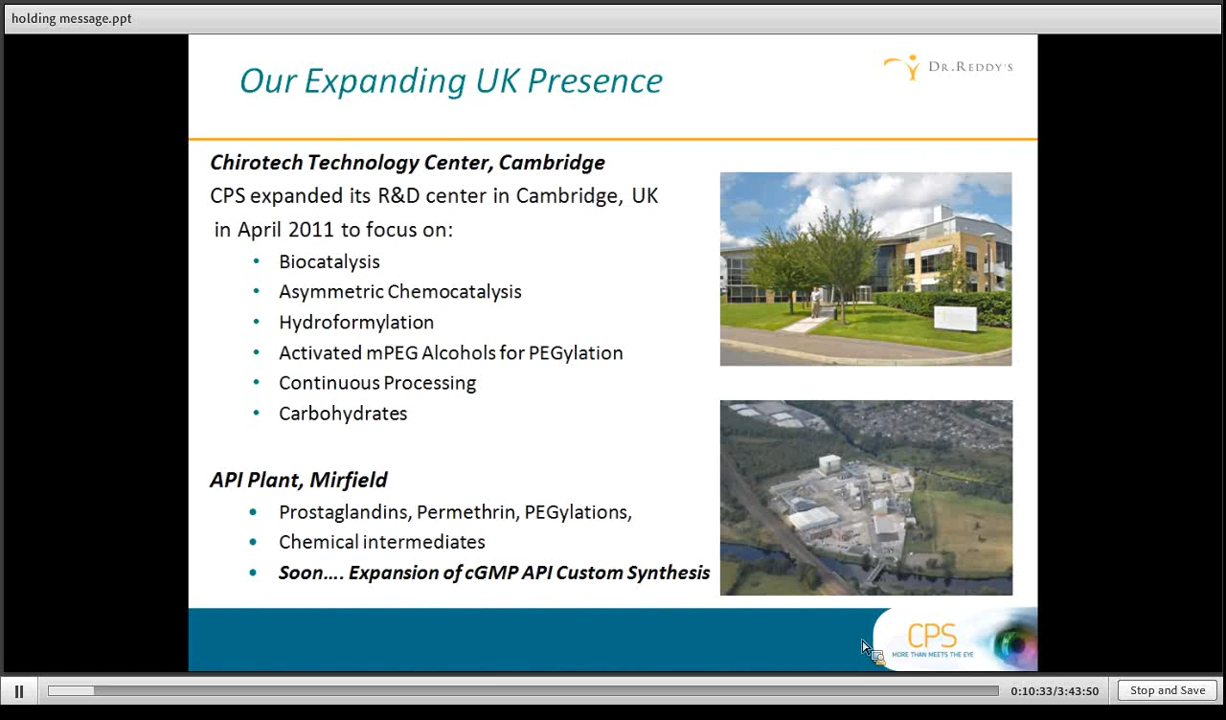 holding message.ppt
Our Expanding UK Presence
DR.REDDY'S
Chirotech Technology Center, Cambridge
CPS expanded its R&D center in Cambridge, UK
in April 2011 to focus on:
• Biocatalysis
• Asymmetric Chemocatalysis
• Hydroformylation
• Activated mPEG Alcohols for PEGylation
• Continuous Processing
• Carbohydrates
API Plant, Mirfield
• Prostaglandins, Permethrin, PEGylations,
• Chemical intermediates
• Soon.... Expansion of cGMP API Custom Synthesis
CPS
MORE THAN MEETS THE EYE
0:10:33/3:43:50
Stop and Save